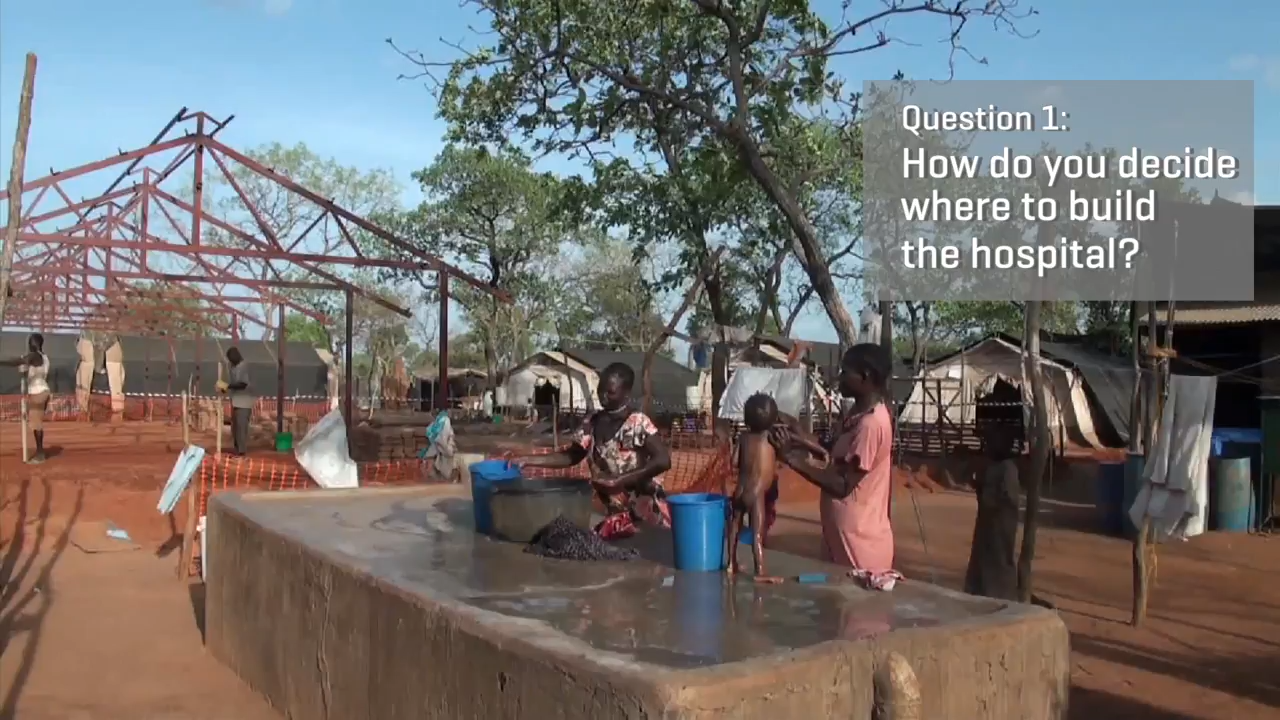 Question 1:
How do you decide
where to build
the hospital?